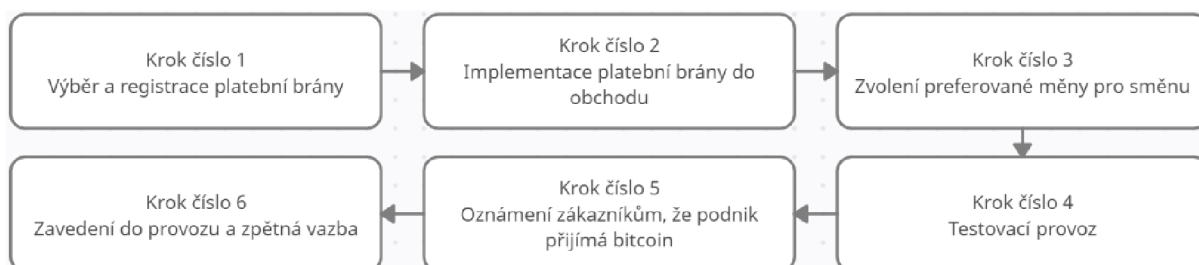 Krok číslo 1
Výběr a registrace platební brány
Krok číslo 2
Implementace platební brány do
obchodu
Krok číslo 3
Zvolení preferované měny pro směnu
Krok číslo 4
Testovací provoz
Krok číslo 5
Oznámení zákazníkům, že podnik
přijímá bitcoin
Krok číslo 6
Zavedení do provozu a zpětná vazba